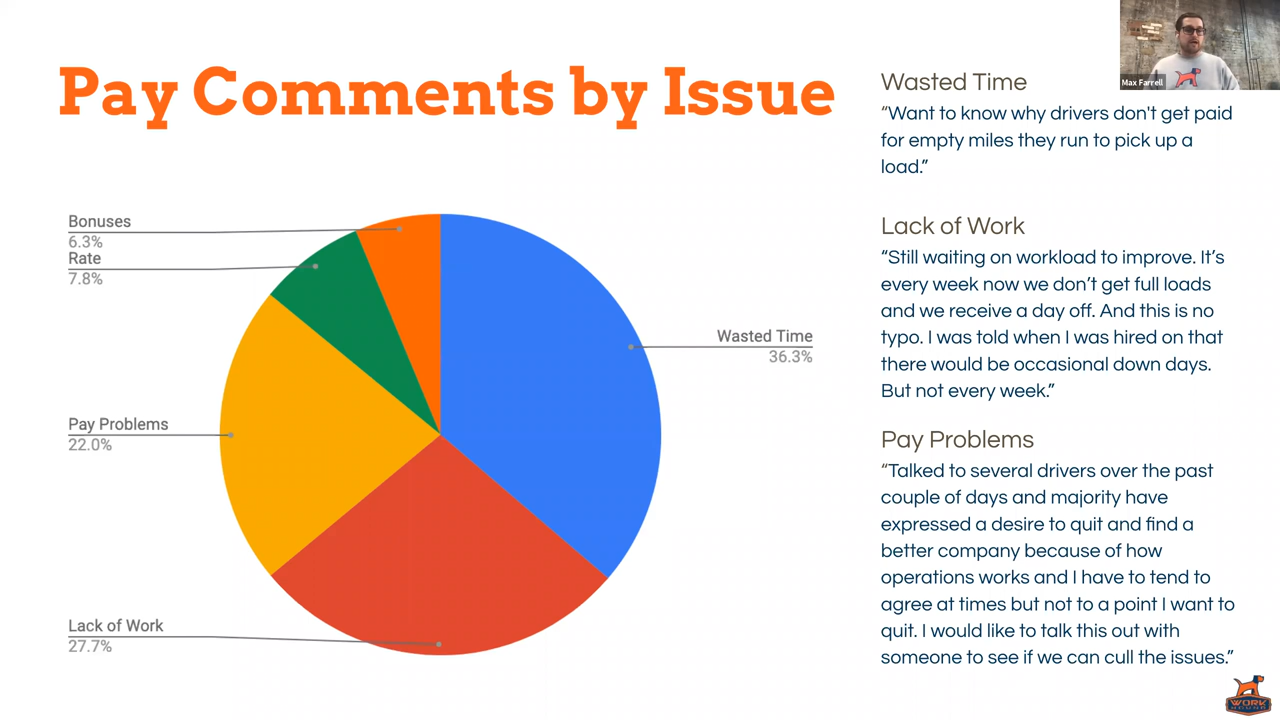 Pay Comments by Issue
Max Farrell
Bonuses
6.3%
Rate
7.8%
Pay Problems
22.0%
Lack of Work
27.7%
Wasted Time
36.3%
Wasted Time
“Want to know why drivers don't get paid
for empty miles they run to pick up a
load.”
Lack of Work
“Still waiting on workload to improve. It’s
every week now we don’t get full loads
and we receive a day off. And this is no
typo. I was told when I was hired on that
there would be occasional down days.
But not every week.”
Pay Problems
“Talked to several drivers over the past
couple of days and majority have
expressed a desire to quit and find a
better company because of how
operations works and I have to tend to
agree at times but not to a point I want to
quit. I would like to talk this out with
someone to see if we can cull the issues.”
WORK
HOUND